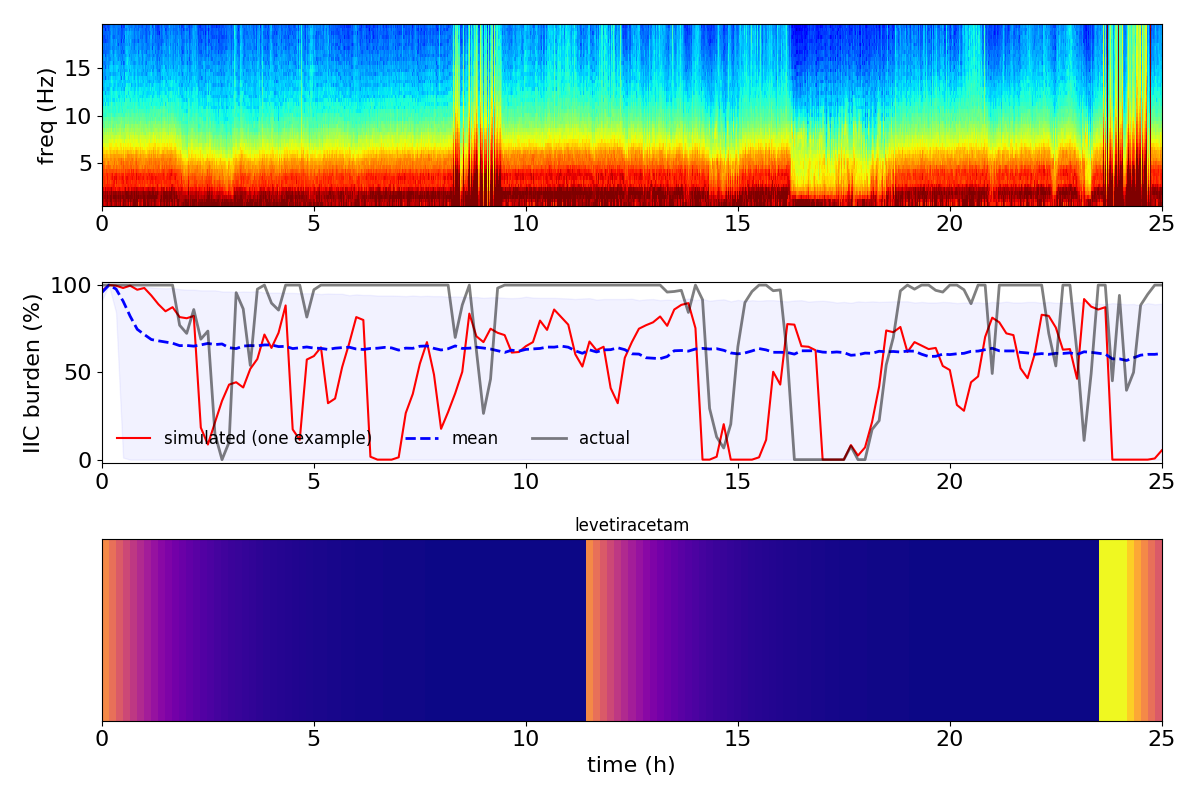 freq (Hz)
15
10
5
0 5 10 15 20 25
IIC burden (%)
100
50
0
simulated (one example) mean actual
0 5 10 15 20 25
levetiracetam
0 5 10 15 20 25
time (h)